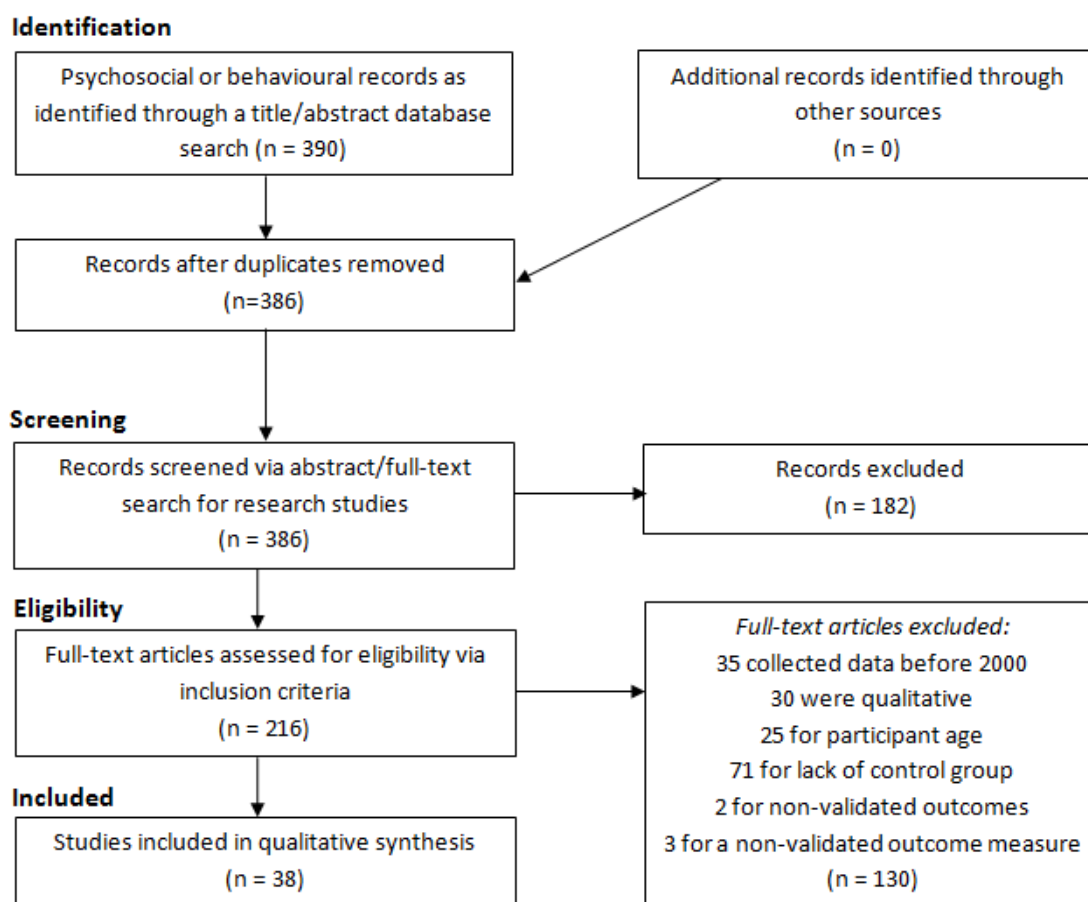 Identification
Psychosocial or behavioural records as
identified through a title/abstract database
search (n = 390)
Additional records identified through
other sources
(n = 0)
Records after duplicates removed
(n=386)
Screening
Records screened via abstract/full-text
search for research studies
(n = 386)
Records excluded
(n = 182)
Eligibility
Full-text articles assessed for eligibility via
inclusion criteria
(n = 216)
Full-text articles excluded:
35 collected data before 2000
30 were qualitative
25 for participant age
71 for lack of control group
2 for non-validated outcomes
3 for a non-validated outcome measure
(n = 130)
Included
Studies included in qualitative synthesis
(n = 38)